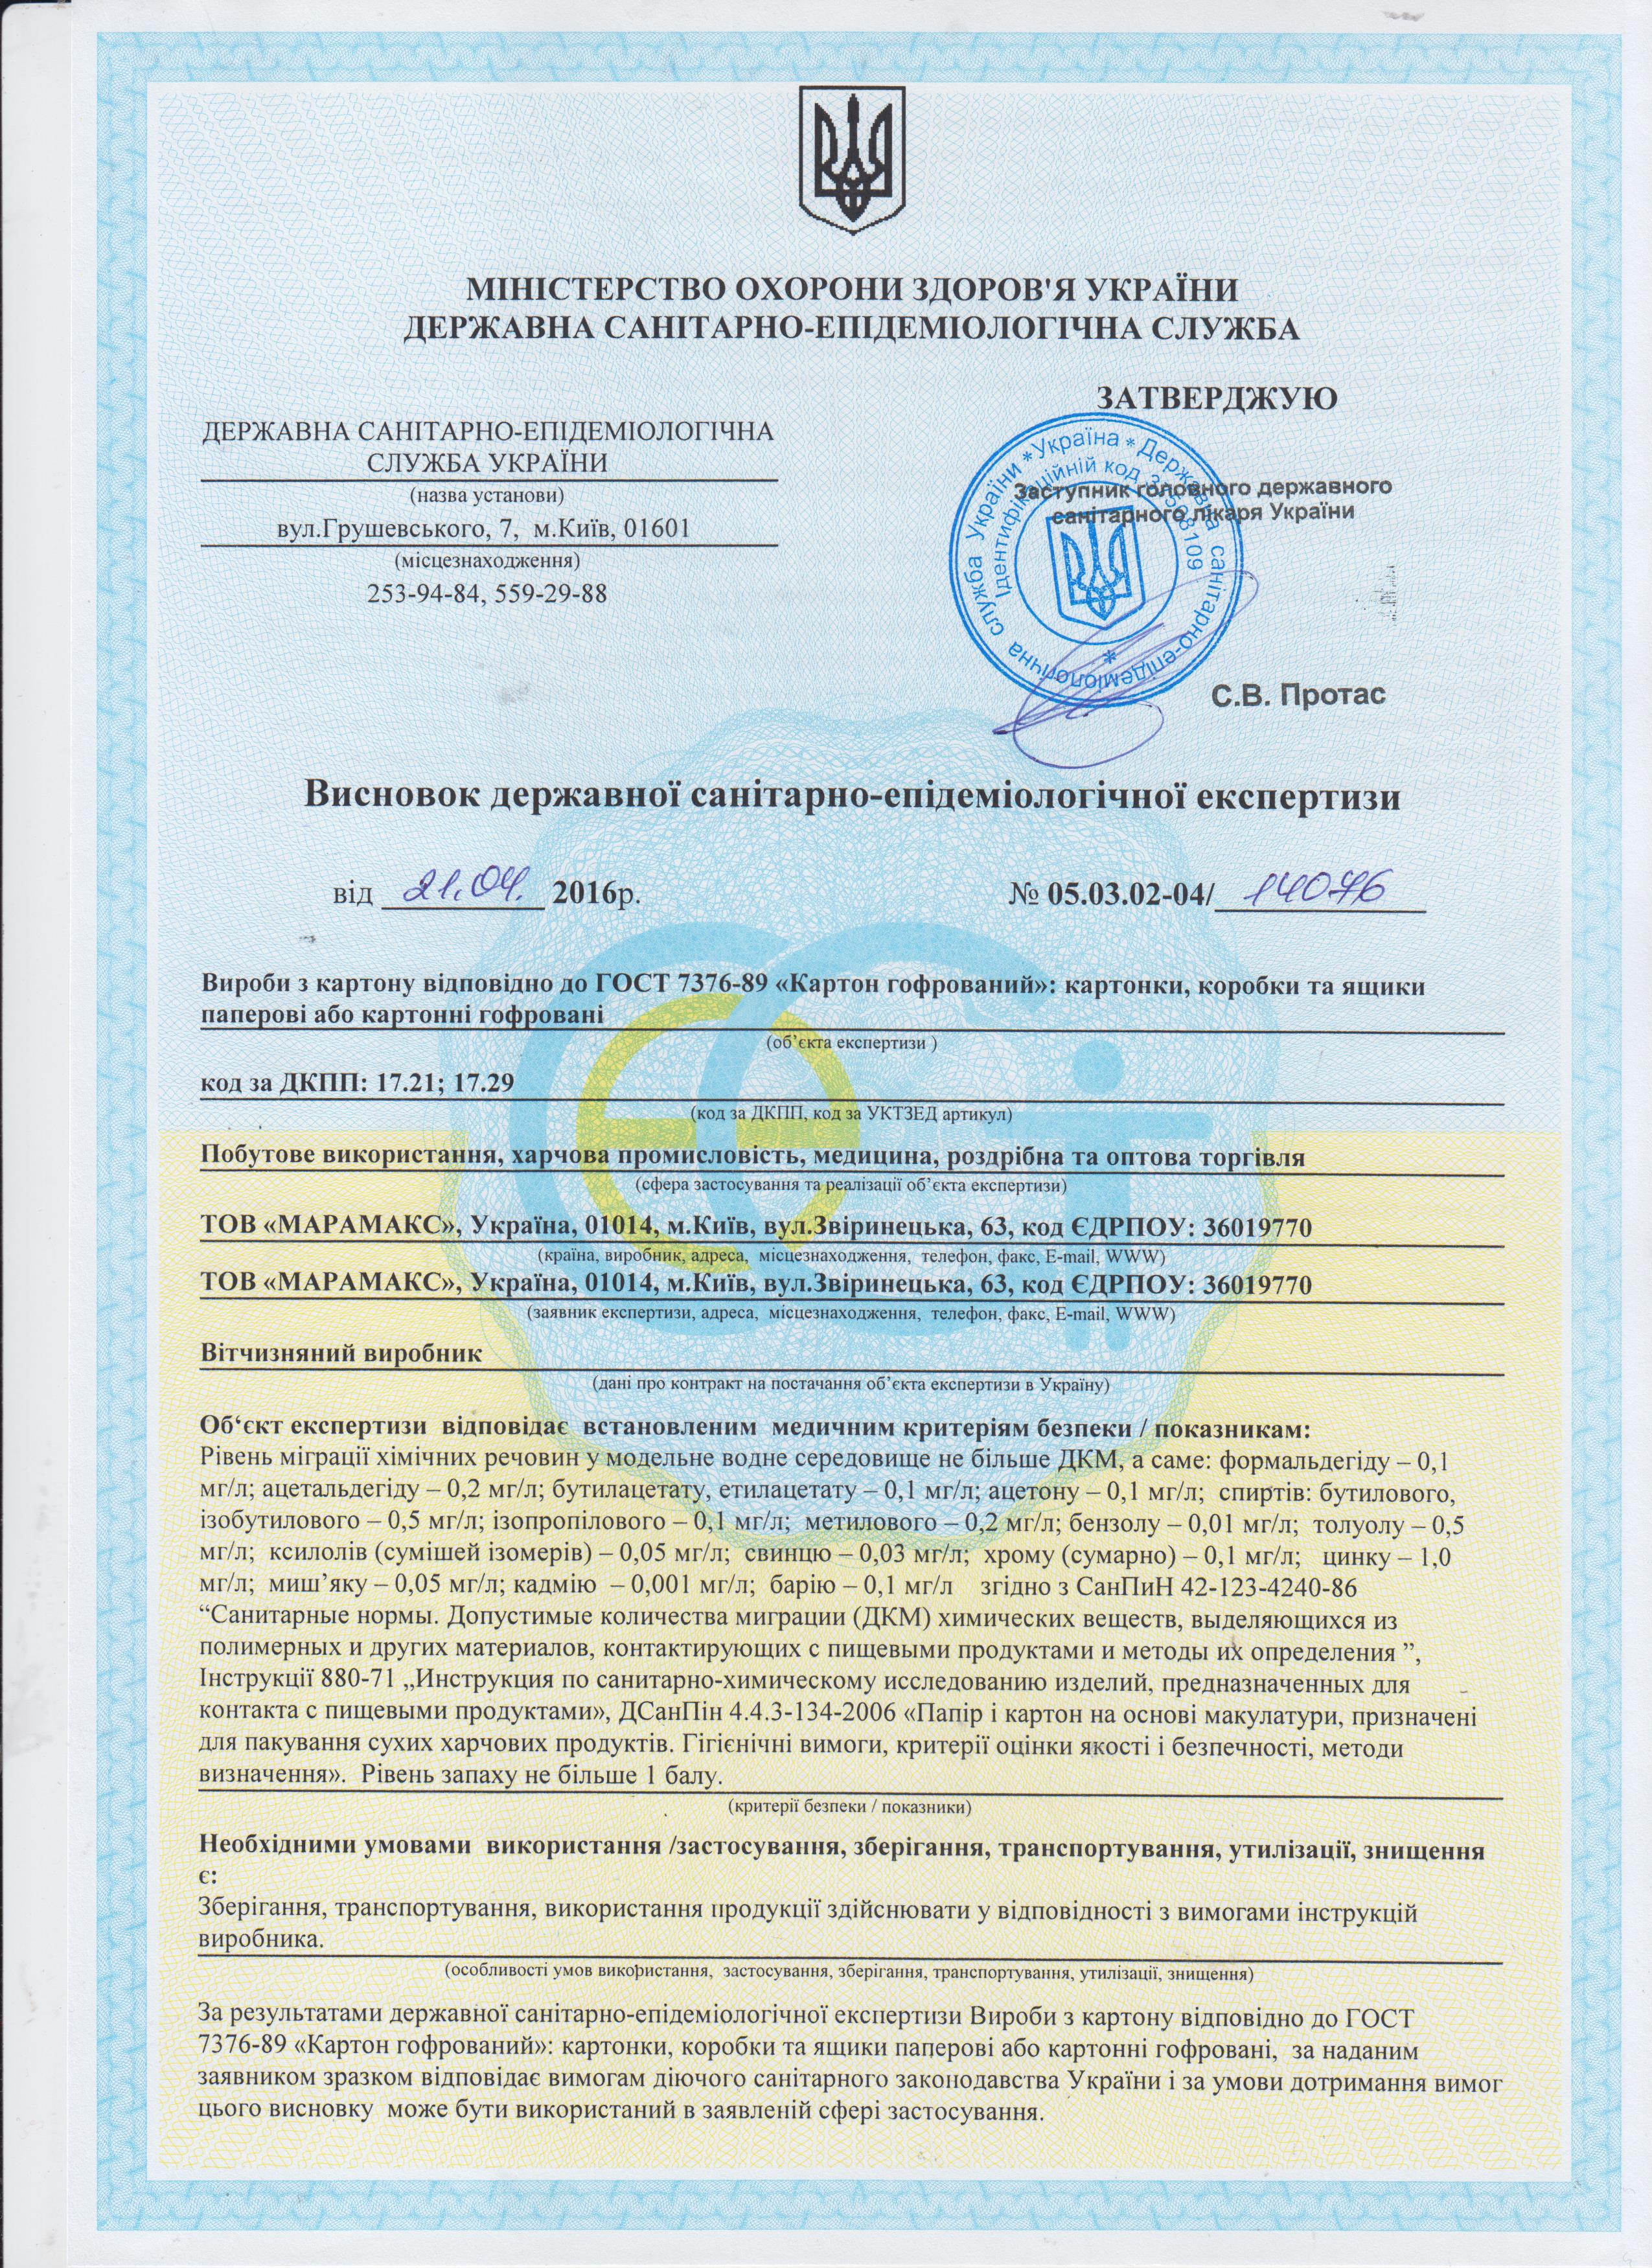 МІНІСТЕРСТВО ОХОРОНИ ЗДОРОВ'Я УКРАЇНИ
ДЕРЖАВНА САНІТАРНО-ЕПІДЕМІОЛОГІЧНА СЛУЖБА
ЗАТВЕРДЖУЮ
ДЕРЖАВНА САНІТАРНО-ЕПІДЕМІОЛОГІЧНА
СЛУЖБА УКРАЇНИ
(назва установи)
вул.Грушевського, 7, м.Київ, 01601
(місцезнаходження)
253-94-84, 559-29-88
Заступник головного державного
санітарного лікаря України
* Україна * Державна санітарно-епідеміологічна служба України
Ідентифікаційній код
*
С.В. Протас
Висновок державної санітарно-епідеміологічної експертизи
від 21.04. 2016р. № 05.03.02-04/ 14076
Вироби з картону відповідно до ГОСТ 7376-89 «Картон гофрований»: картонки, коробки та ящики
паперові або картонні гофровані
(об’єкта експертизи )
код за ДКПП: 17.21; 17.29
(код за ДКПП, код за УКТЗЕД артикул)
Побутове використання, харчова промисловість, медицина, роздрібна та оптова торгівля
(сфера застосування та реалізації об’єкта експертизи)
ТОВ «МАРАМАКС», Україна, 01014, м.Київ, вул.Звіринецька, 63, код ЄДРПОУ: 36019770
(країна, виробник, адреса, місцезнаходження, телефон, факс, E-mail, WWW)
ТОВ «МАРАМАКС», Україна, 01014, м.Київ, вул.Звіринецька, 63, код ЄДРПОУ: 36019770
(заявник експертизи, адреса, місцезнаходження, телефон, факс, E-mail, WWW)
Вітчизняний виробник
(дані про контракт на постачання об’єкта експертизи в Україну)
Об‘єкт експертизи відповідає встановленим медичним критеріям безпеки / показникам:
Рівень міграції хімічних речовин у модельне водне середовище не більше ДКМ, а саме: формальдегіду – 0,1
мг/л; ацетальдегіду – 0,2 мг/л; бутилацетату, етилацетату – 0,1 мг/л; ацетону – 0,1 мг/л; спиртів: бутилового,
ізобутилового – 0,5 мг/л; ізопропілового – 0,1 мг/л; метилового – 0,2 мг/л; бензолу – 0,01 мг/л; толуолу – 0,5
мг/л; ксилолів (сумішей ізомерів) – 0,05 мг/л; свинцю – 0,03 мг/л; хрому (сумарно) – 0,1 мг/л; цинку – 1,0
мг/л; миш’яку – 0,05 мг/л; кадмію – 0,001 мг/л; барію – 0,1 мг/л згідно з СанПиН 42-123-4240-86
“Санитарные нормы. Допустимые количества миграции (ДКМ) химических веществ, выделяющихся из
полимерных и других материалов, контактирующих с пищевыми продуктами и методы их определения ”,
Інструкції 880-71 „Инструкция по санитарно-химическому исследованию изделий, предназначенных для
контакта с пищевыми продуктами», ДСанПін 4.4.3-134-2006 «Папір і картон на основі макулатури, призначені
для пакування сухих харчових продуктів. Гігієнічні вимоги, критерії оцінки якості і безпечності, методи
визначення». Рівень запаху не більше 1 балу.
(критерії безпеки / показники)
Необхідними умовами використання /застосування, зберігання, транспортування, утилізації, знищення
є:
Зберігання, транспортування, використання продукції здійснювати у відповідності з вимогами інструкцій
виробника.
(особливості умов використання, застосування, зберігання, транспортування, утилізації, знищення)
За результатами державної санітарно-епідеміологічної експертизи Вироби з картону відповідно до ГОСТ
7376-89 «Картон гофрований»: картонки, коробки та ящики паперові або картонні гофровані, за наданим
заявником зразком відповідає вимогам діючого санітарного законодавства України і за умови дотримання вимог
цього висновку може бути використаний в заявленій сфері застосування.